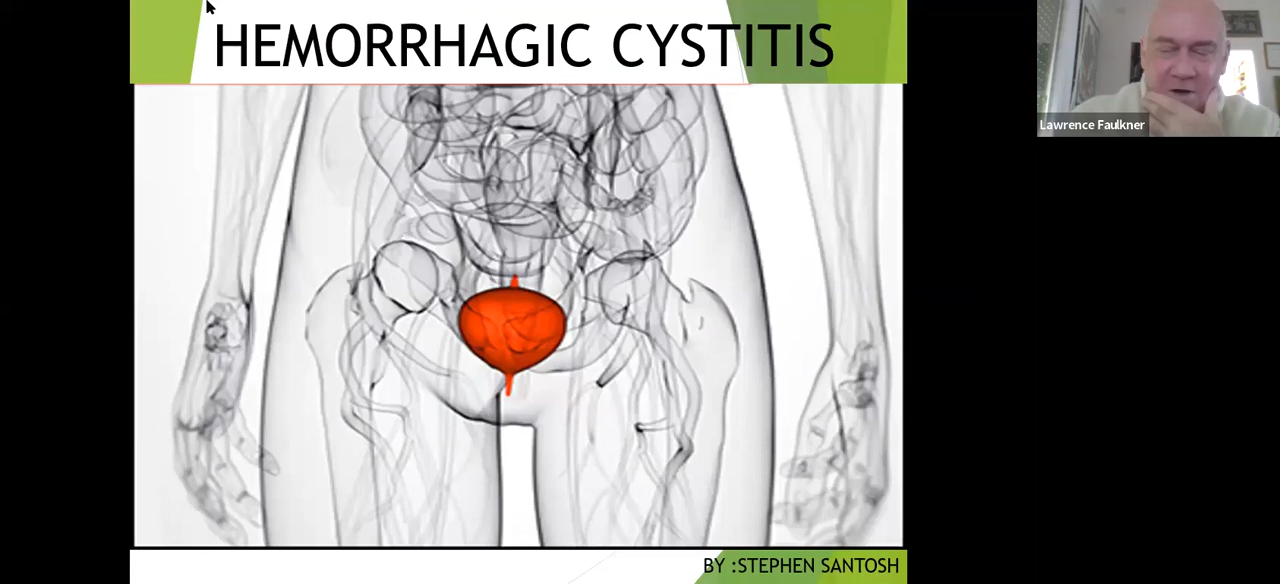 HEMORRHAGIC CYSTITIS
Lawrence Faulkner
BY :STEPHEN SANTOSH